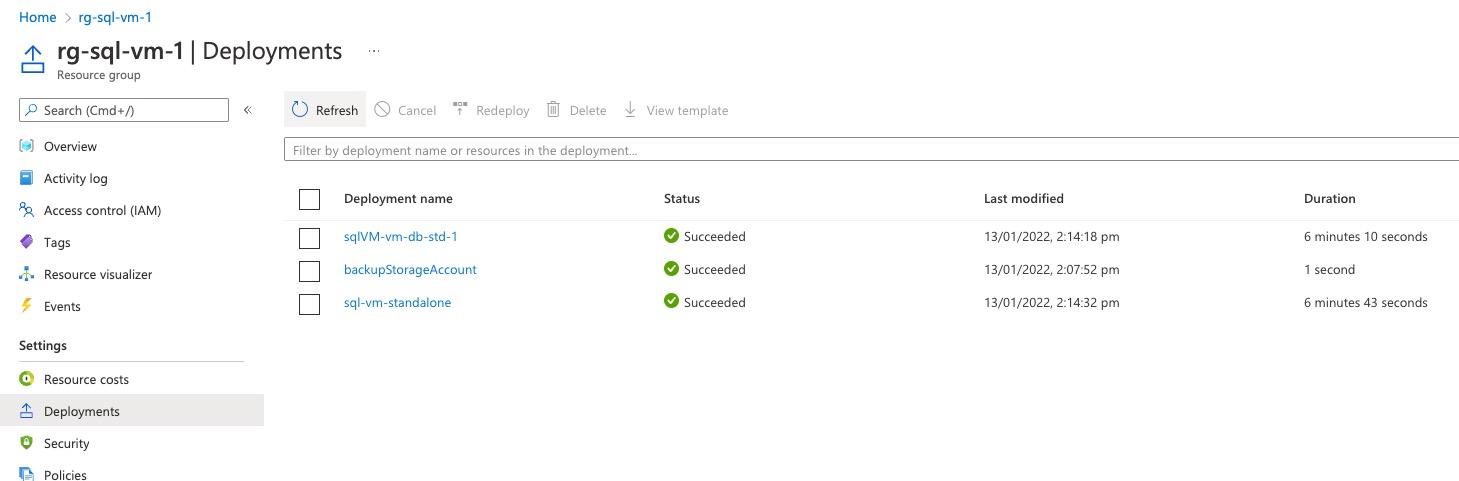 Home > rg-sql-vm-1
rg-sql-vm-1 | Deployments ...
Resource group
Search (Cmd+/) «
Overview
Activity log
Access control (IAM)
Tags
Resource visualizer
Events
Settings
Resource costs
Deployments
Security
Policies
Refresh Cancel Redeploy Delete View template
Filter by deployment name or resources in the deployment...
Deployment name Status Last modified Duration
sqlVM-vm-db-std-1 Succeeded 13/01/2022, 2:14:18 pm 6 minutes 10 seconds
backupStorageAccount Succeeded 13/01/2022, 2:07:52 pm 1 second
sql-vm-standalone Succeeded 13/01/2022, 2:14:32 pm 6 minutes 43 seconds